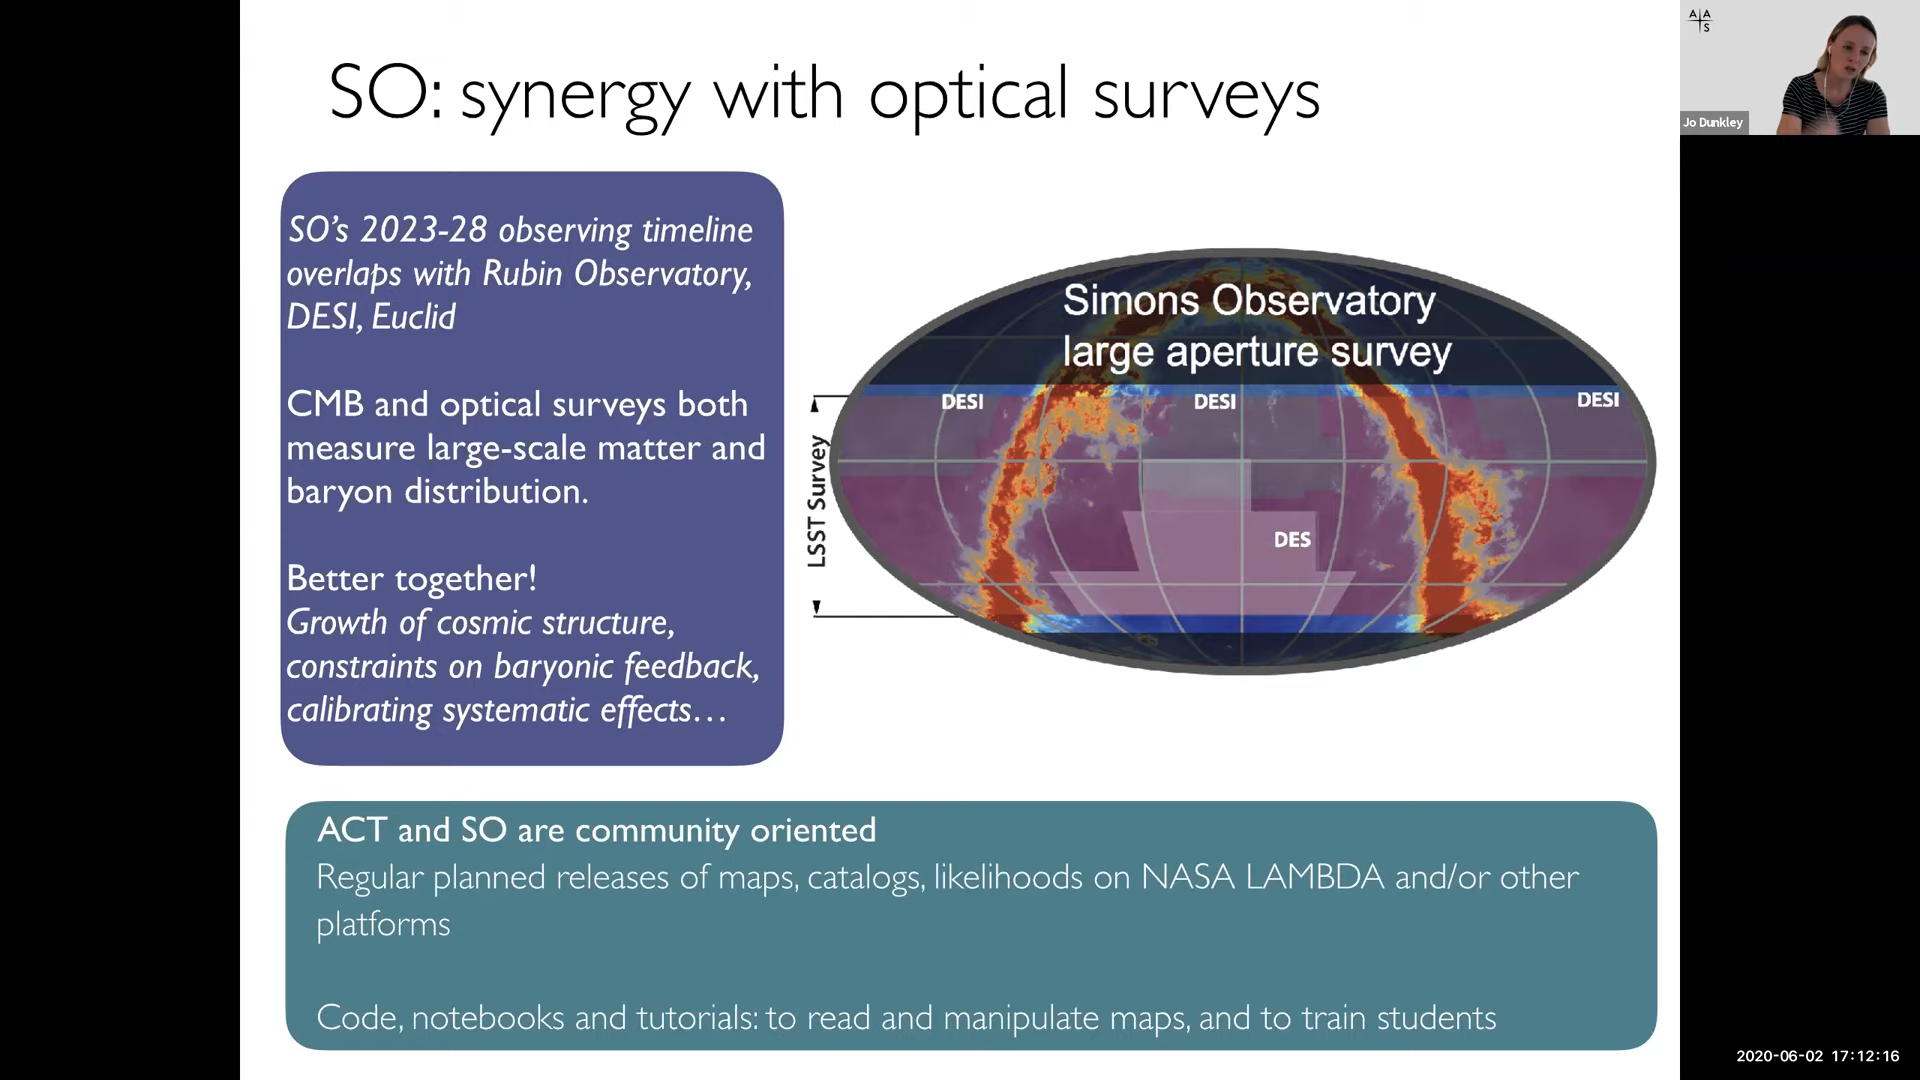 SO: synergy with optical surveys
SO's 2023-28 observing timeline
overlaps with Rubin Observatory,
DESI, Euclid
CMB and optical surveys both
measure large-scale matter and
baryon distribution.
Better together!
Growth of cosmic structure,
constraints on baryonic feedback,
calibrating systematic effects…
Simons Observatory
large aperture survey
DESI
DESI
DESI
LSST Survey
DES
ACT and SO are community oriented
Regular planned releases of maps, catalogs, likelihoods on NASA LAMBDA and/or other
platforms
Code, notebooks and tutorials: to read and manipulate maps, and to train students
A A
S
Jo Dunkley
2020-06-02 17:12:16